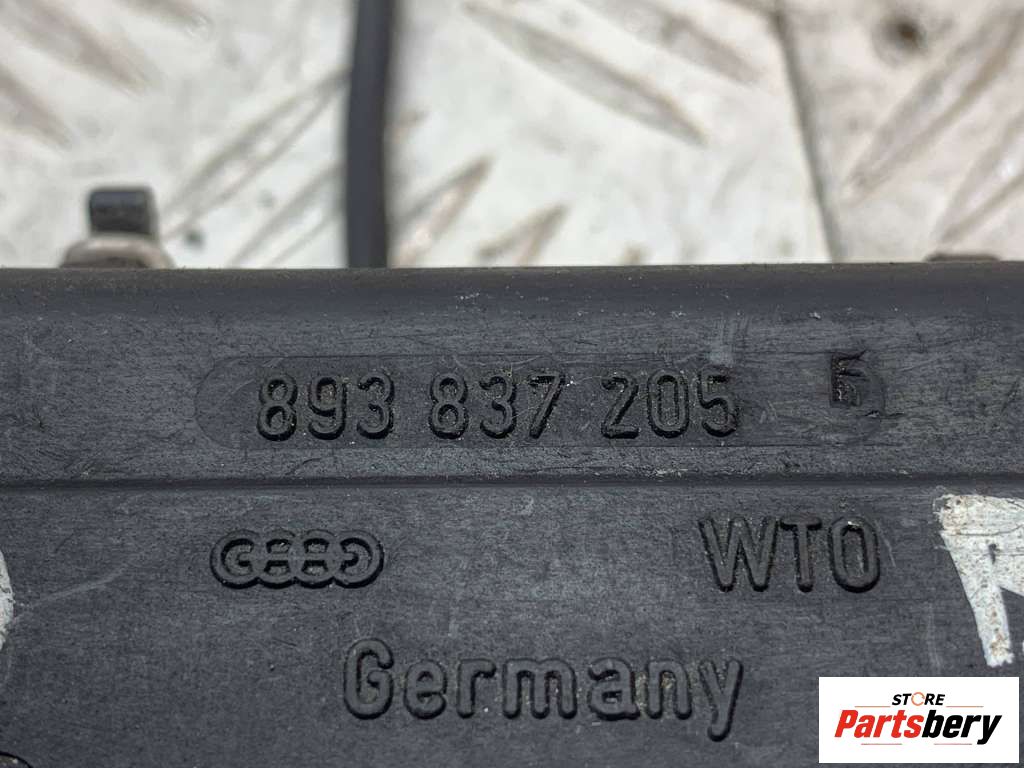 893 837 205 E
WTO
Germany
STORE
Partsbery